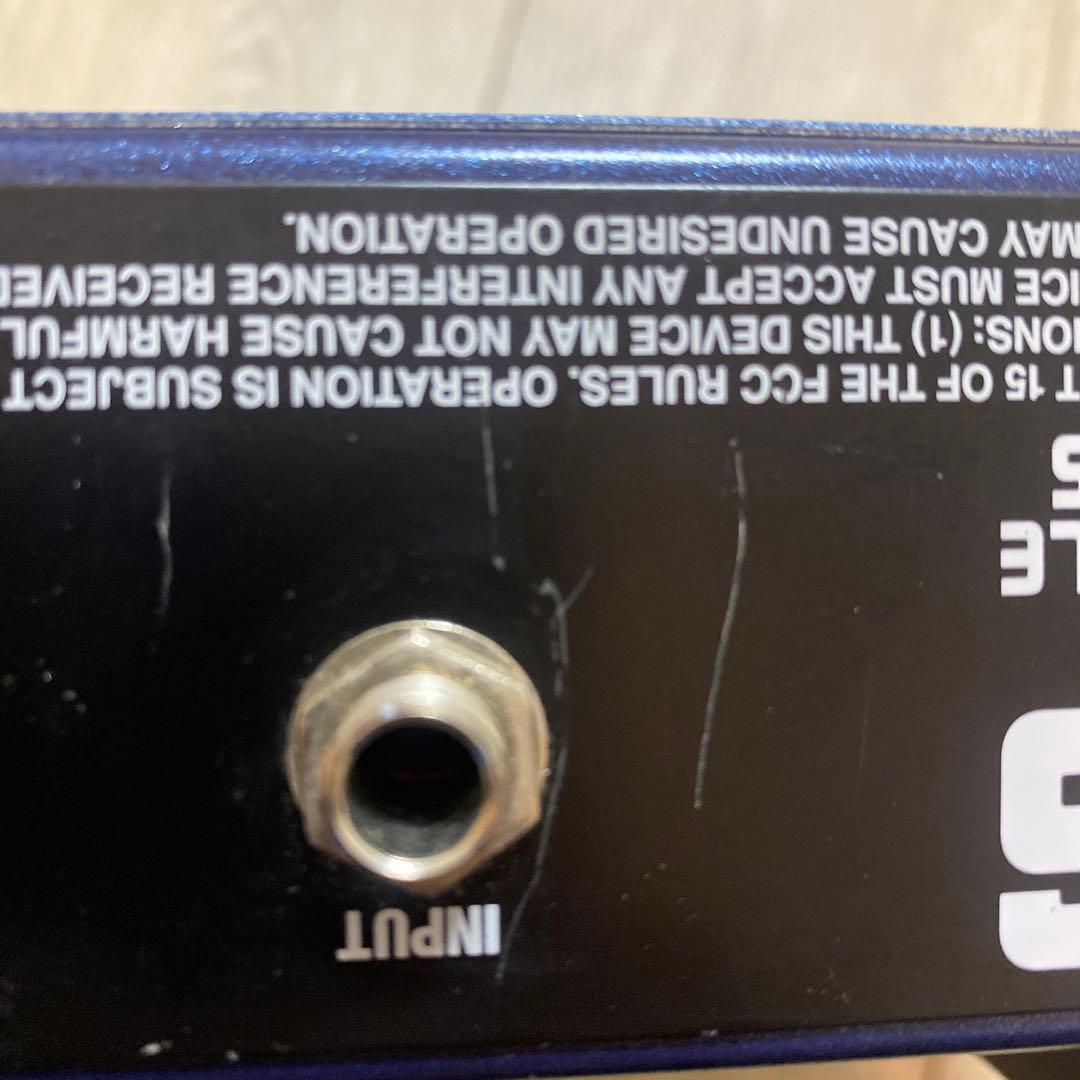 INPUT
LE
S
T 15 OF THE FCC RULES. OPERATION IS SUBJECT
IONS: (1) THIS DEVICE MAY NOT CAUSE HARMFUL
ICE MUST ACCEPT ANY INTERFERENCE RECEIVED
MAY CAUSE UNDESIRED OPERATION.